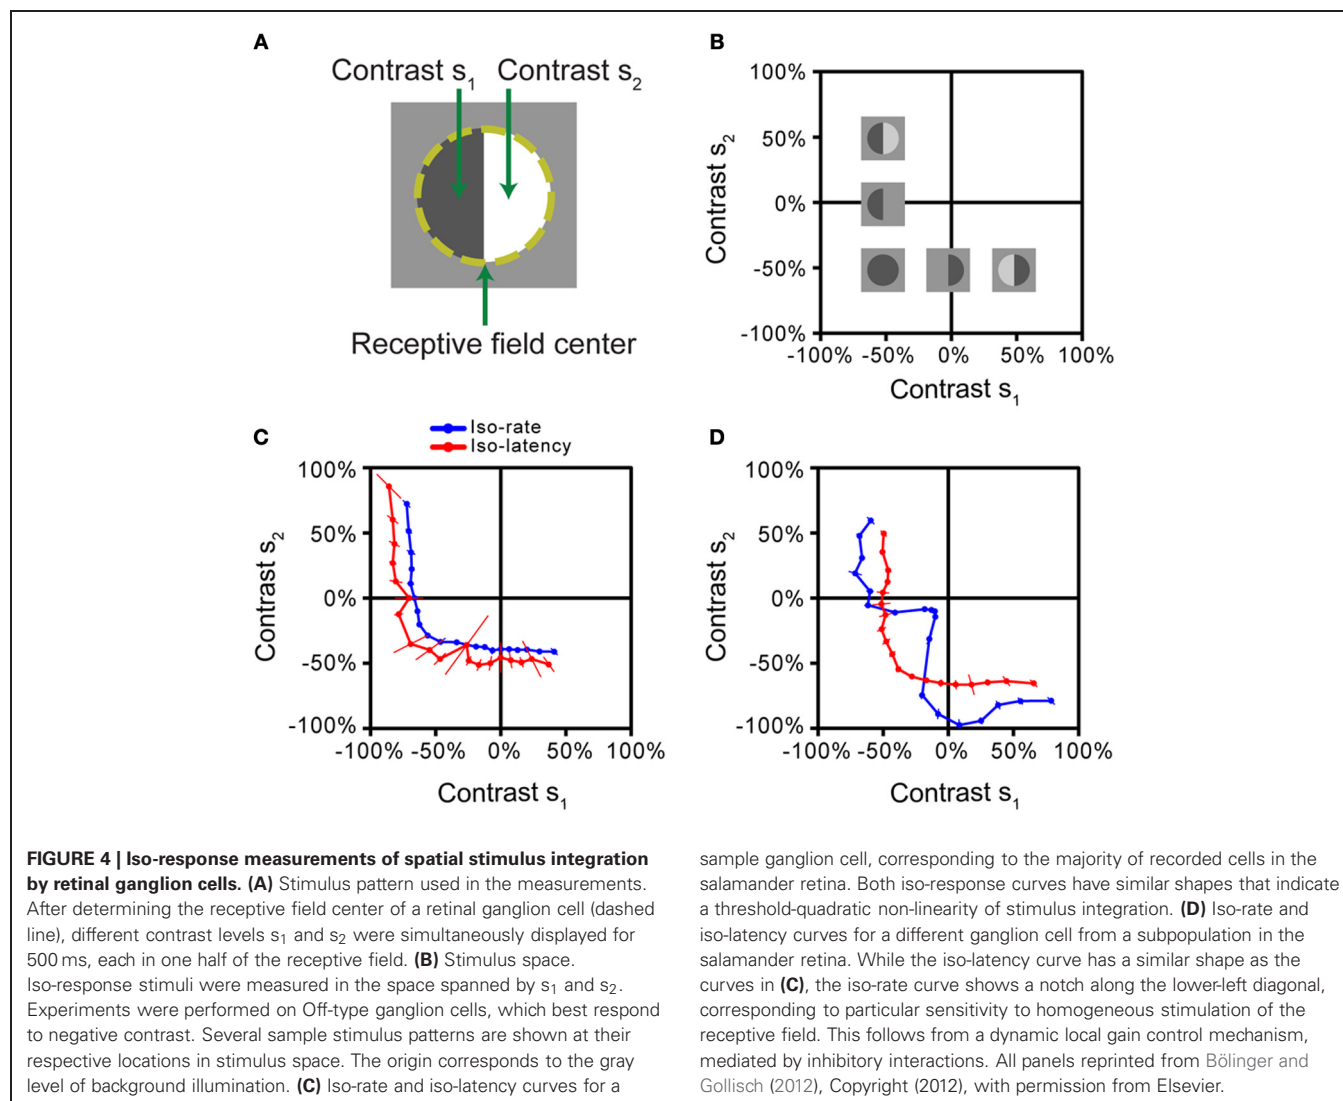 A
Contrast s1 Contrast s2
Receptive field center
B
100%
50%
0%
-50%
-100%
Contrast s2
-100% -50% 0% 50% 100%
Contrast s1
C
Iso-rate
Iso-latency
100%
50%
0%
-50%
-100%
Contrast s2
-100% -50% 0% 50% 100%
Contrast s1
D
100%
50%
0%
-50%
-100%
Contrast s2
-100% -50% 0% 50% 100%
Contrast s1
FIGURE 4 | Iso-response measurements of spatial stimulus integration
by retinal ganglion cells. (A) Stimulus pattern used in the measurements.
After determining the receptive field center of a retinal ganglion cell (dashed
line), different contrast levels s1 and s2 were simultaneously displayed for
500 ms, each in one half of the receptive field. (B) Stimulus space.
Iso-response stimuli were measured in the space spanned by s1 and s2.
Experiments were performed on Off-type ganglion cells, which best respond
to negative contrast. Several sample stimulus patterns are shown at their
respective locations in stimulus space. The origin corresponds to the gray
level of background illumination. (C) Iso-rate and iso-latency curves for a
sample ganglion cell, corresponding to the majority of recorded cells in the
salamander retina. Both iso-response curves have similar shapes that indicate
a threshold-quadratic non-linearity of stimulus integration. (D) Iso-rate and
iso-latency curves for a different ganglion cell from a subpopulation in the
salamander retina. While the iso-latency curve has a similar shape as the
curves in (C), the iso-rate curve shows a notch along the lower-left diagonal,
corresponding to particular sensitivity to homogeneous stimulation of the
receptive field. This follows from a dynamic local gain control mechanism,
mediated by inhibitory interactions. All panels reprinted from Bölinger and
Gollisch (2012), Copyright (2012), with permission from Elsevier.